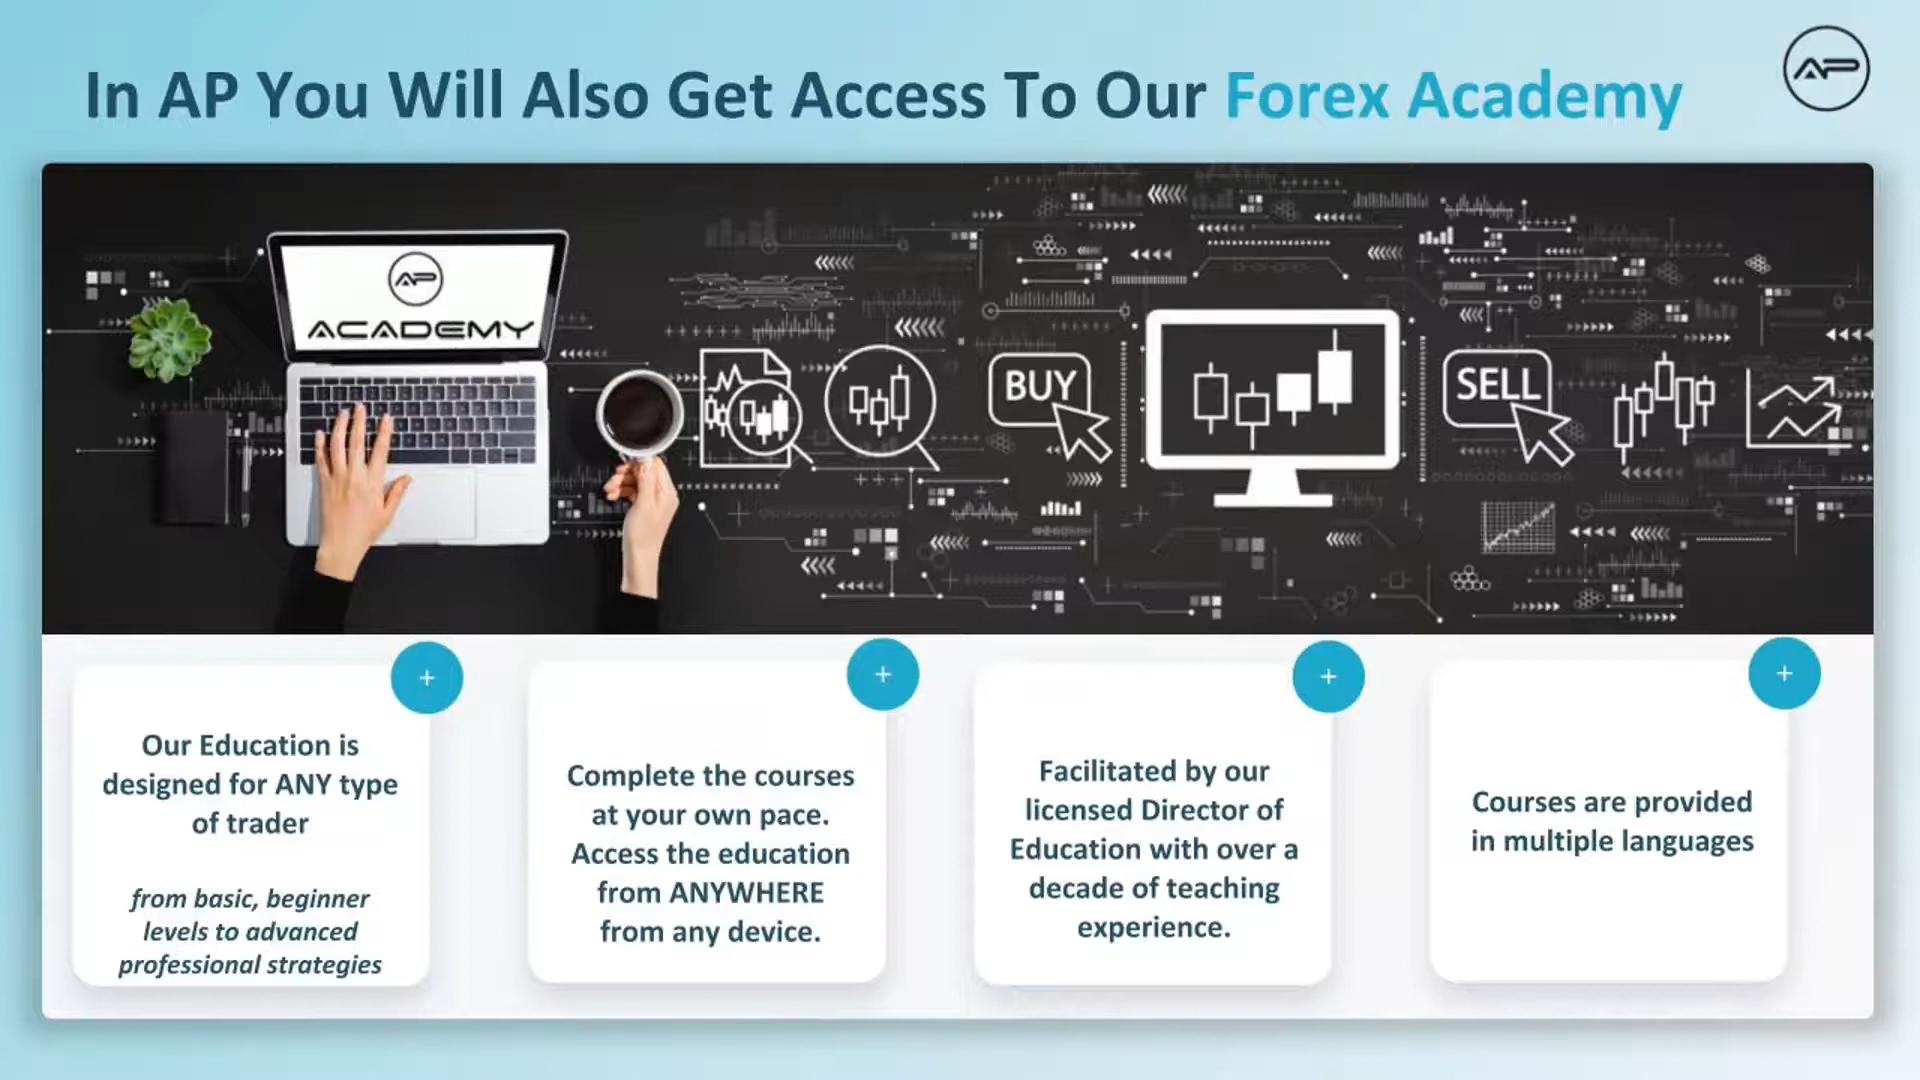 In AP You Will Also Get Access To Our Forex Academy
AP
AP
ACADEMY
BUY
SELL
+
+
+
+
Our Education is
designed for ANY type
of trader
from basic, beginner
levels to advanced
professional strategies
Complete the courses
at your own pace.
Access the education
from ANYWHERE
from any device.
Facilitated by our
licensed Director of
Education with over a
decade of teaching
experience.
Courses are provided
in multiple languages